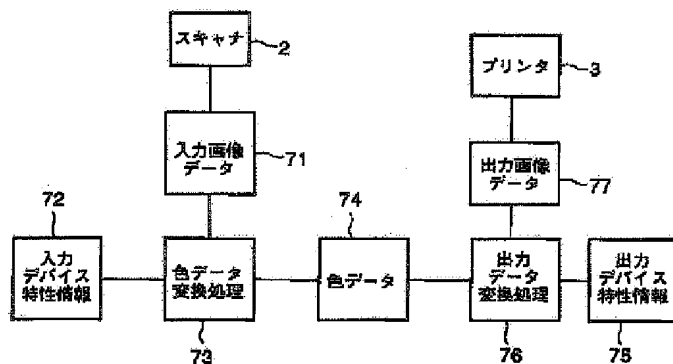 スキャナ
2
プリンタ
3
入力画像
データ
71
出力画像
データ
77
72
74
入力
デバイス
特性情報
色データ
変換処理
色データ
出力
データ
変換処理
出力
デバイス
特性情報
73
76
75